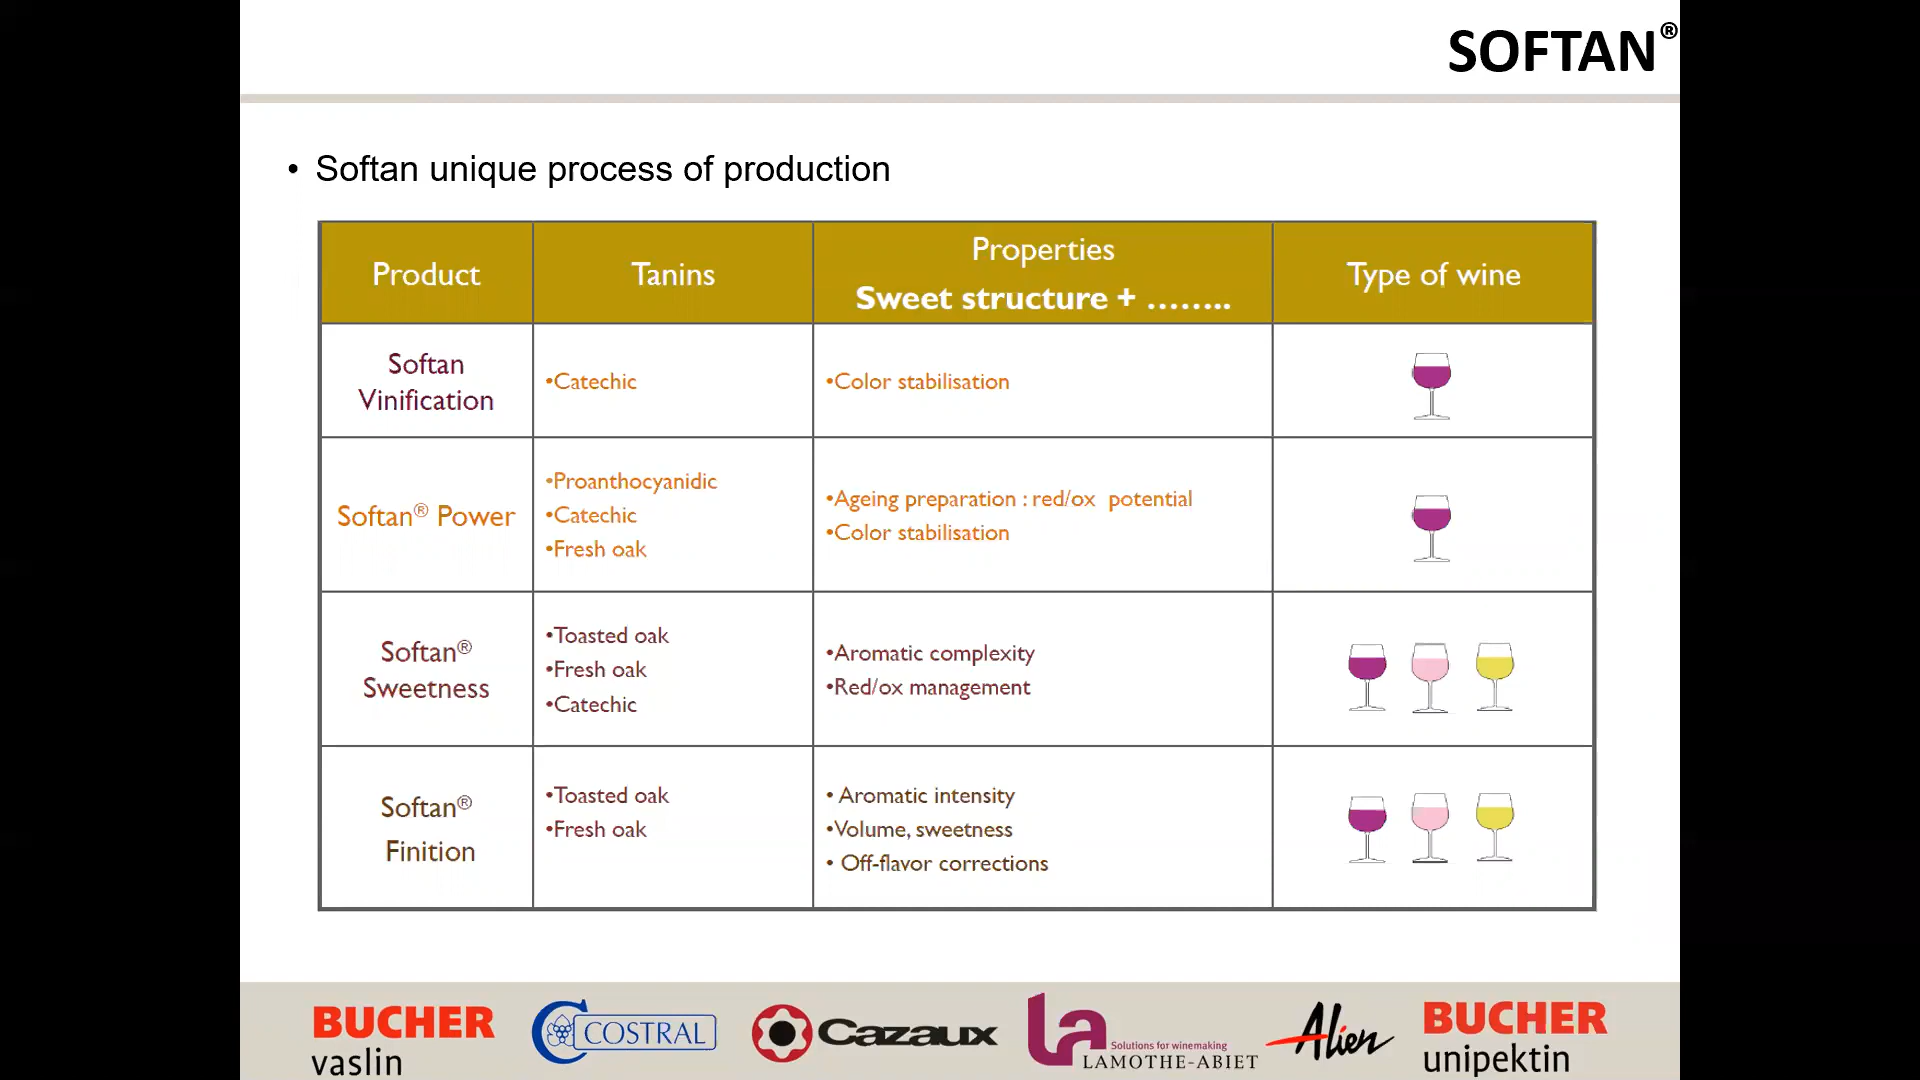 SOFTAN®
• Softan unique process of production
Product
Tanins
Properties
Sweet structure + ........
Type of wine
Softan
Vinification
•Catechic
•Color stabilisation
Softan® Power
•Proanthocyanidic
•Catechic
•Fresh oak
•Ageing preparation : red/ox potential
•Color stabilisation
Softan®
Sweetness
•Toasted oak
•Fresh oak
•Catechic
•Aromatic complexity
•Red/ox management
Softan®
Finition
•Toasted oak
•Fresh oak
• Aromatic intensity
•Volume, sweetness
• Off-flavor corrections
BUCHER
vaslin
COSTRAL
Cazaux
La
Solutions for winemaking
LAMOTHE-ABIET
Alien
BUCHER
unipektin